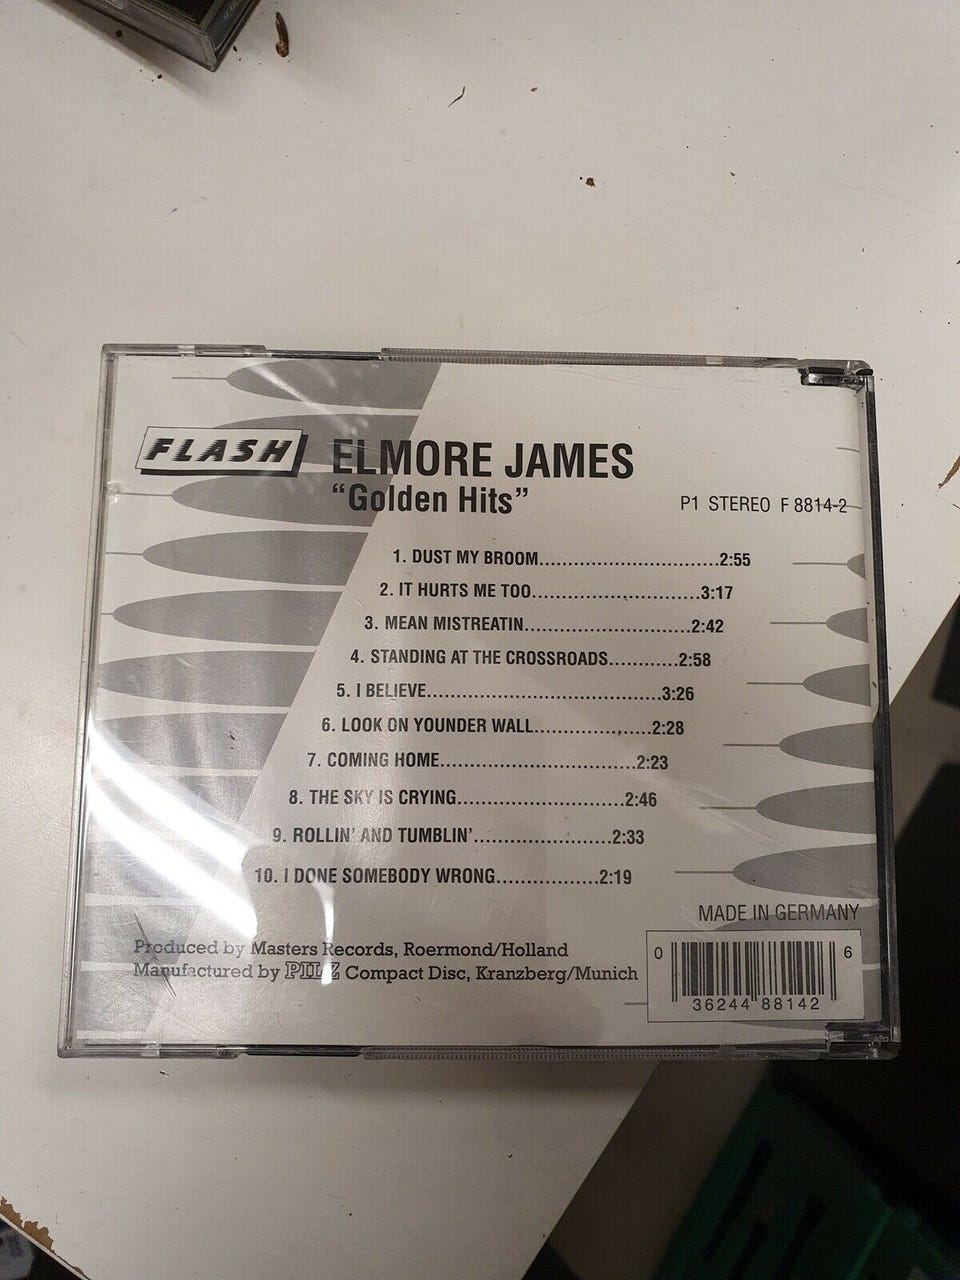 FLASH
ELMORE JAMES
“Golden Hits”
P1 STEREO F 8814-2
1. DUST MY BROOM..............................2:55
2. IT HURTS ME TOO............................3:17
3. MEAN MISTREATIN............................2:42
4. STANDING AT THE CROSSROADS............2:58
5. I BELIEVE.......................................3:26
6. LOOK ON YOUNDER WALL....................2:28
7. COMING HOME.................................2:23
8. THE SKY IS CRYING............................2:46
9. ROLLIN’ AND TUMBLIN’.......................2:33
10. I DONE SOMEBODY WRONG.................2:19
MADE IN GERMANY
Produced by Masters Records, Roermond/Holland
Manufactured by PILZ Compact Disc, Kranzberg/Munich
0 36244 88142 6